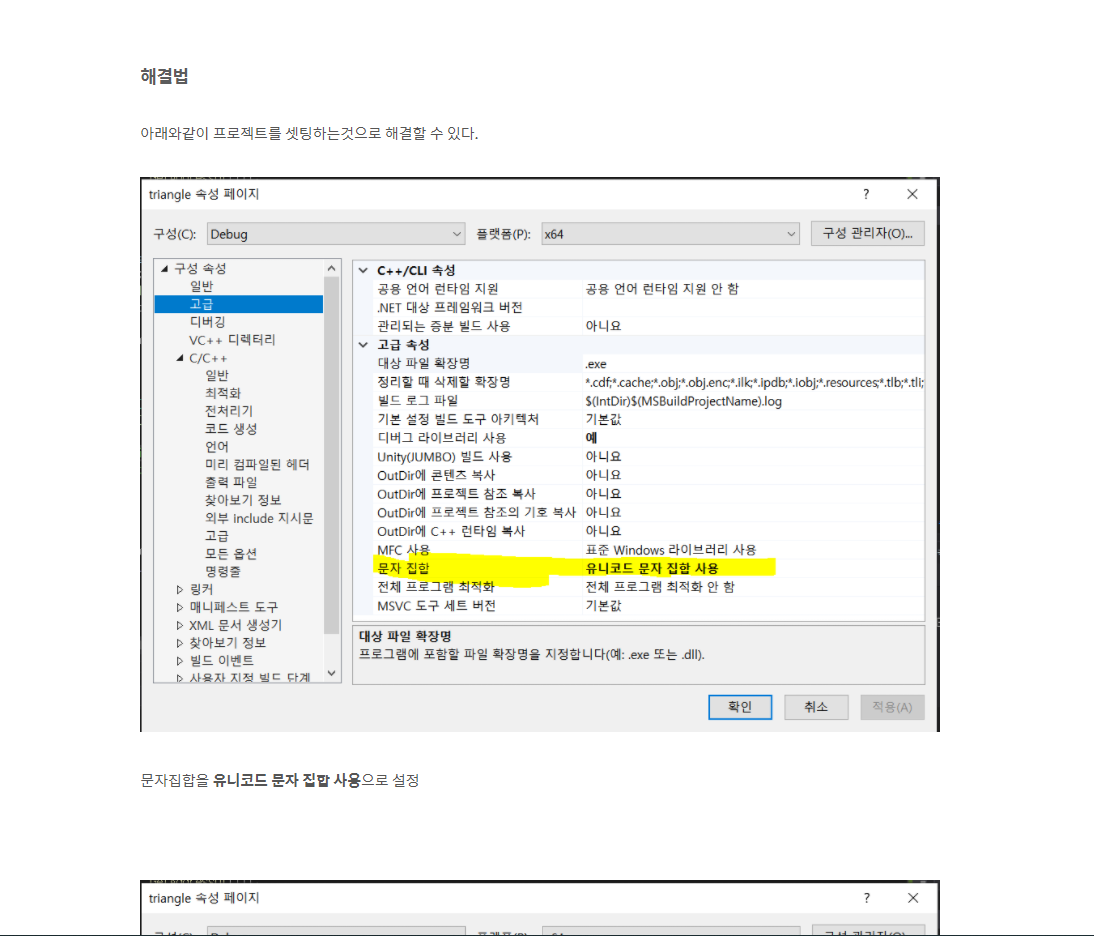 해결법
아래와같이 프로젝트를 셋팅하는것으로 해결할 수 있다.
triangle 속성 페이지
?
구성(C):
Debug
플랫폼(P):
x64
구성 관리자(O)...
구성 속성
일반
고급
디버깅
VC++ 디렉터리
C/C++
일반
최적화
전처리기
코드 생성
언어
미리 컴파일된 헤더
출력 파일
찾아보기 정보
외부 Include 지시문
고급
모든 옵션
명령줄
링커
매니페스트 도구
XML 문서 생성기
찾아보기 정보
빌드 이벤트
사용자 지정 빌드 단계
C++/CLI 속성
공용 언어 런타임 지원 공용 언어 런타임 지원 안 함
.NET 대상 프레임워크 버전
관리되는 증분 빌드 사용 아니요
고급 속성
대상 파일 확장명 .exe
정리할 때 삭제할 확장명 *.cdf;*.cache;*.obj;*.obj.enc;*.ilk;*.ipdb;*.iobj;*.resources;*.tlb;*.tli;
빌드 로그 파일 $(IntDir)$(MSBuildProjectName).log
기본 설정 빌드 도구 아키텍처 기본값
디버그 라이브러리 사용 예
Unity(JUMBO) 빌드 사용 아니요
OutDir에 콘텐츠 복사 아니요
OutDir에 프로젝트 참조 복사 아니요
OutDir에 프로젝트 참조의 기호 복사 아니요
OutDir에 C++ 런타임 복사 아니요
MFC 사용 표준 Windows 라이브러리 사용
문자 집합 유니코드 문자 집합 사용
전체 프로그램 최적화 전체 프로그램 최적화 안 함
MSVC 도구 세트 버전 기본값
대상 파일 확장명
프로그램에 포함할 파일 확장명을 지정합니다(예: .exe 또는 .dll).
확인
취소
적용(A)
문자집합을 유니코드 문자 집합 사용으로 설정
triangle 속성 페이지
?